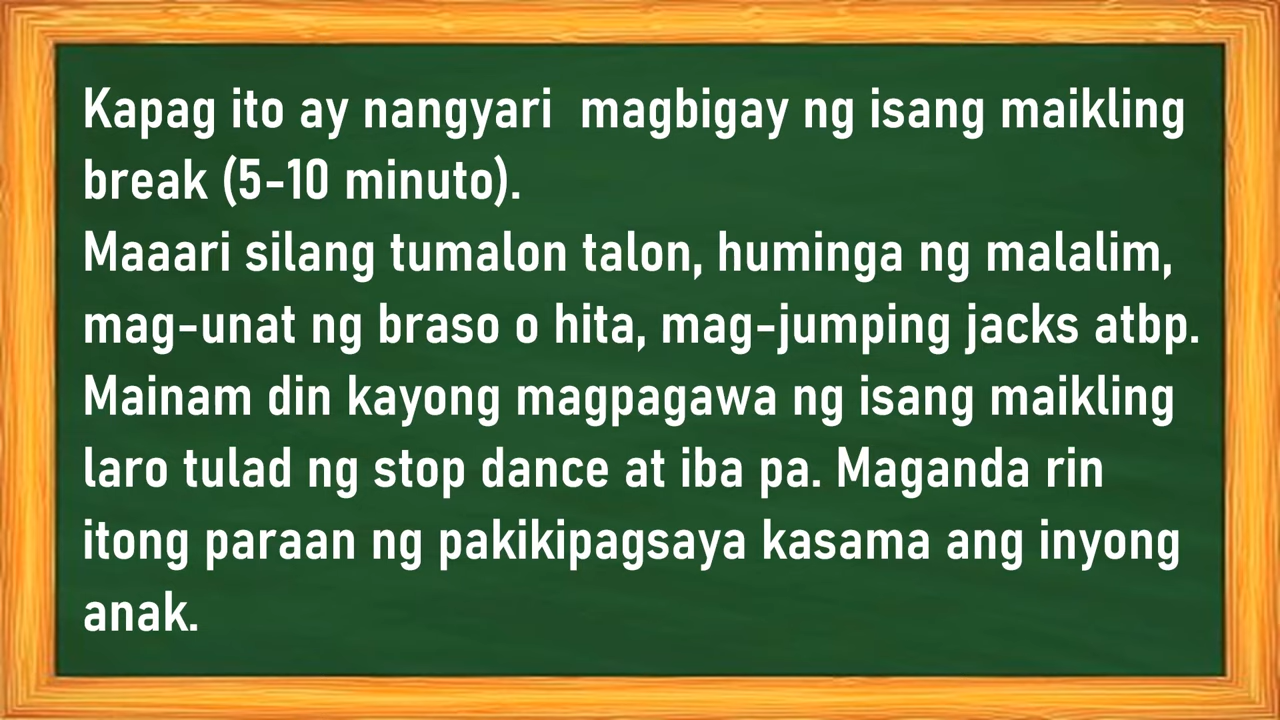 Kapag ito ay nangyari  magbigay ng isang maikling
break (5-10 minuto).
Maaari silang tumalon talon, huminga ng malalim,
mag-unat ng braso o hita, mag-jumping jacks atbp.
Mainam din kayong magpagawa ng isang maikling
laro tulad ng stop dance at iba pa. Maganda rin
itong paraan ng pakikipagsaya kasama ang inyong
anak.